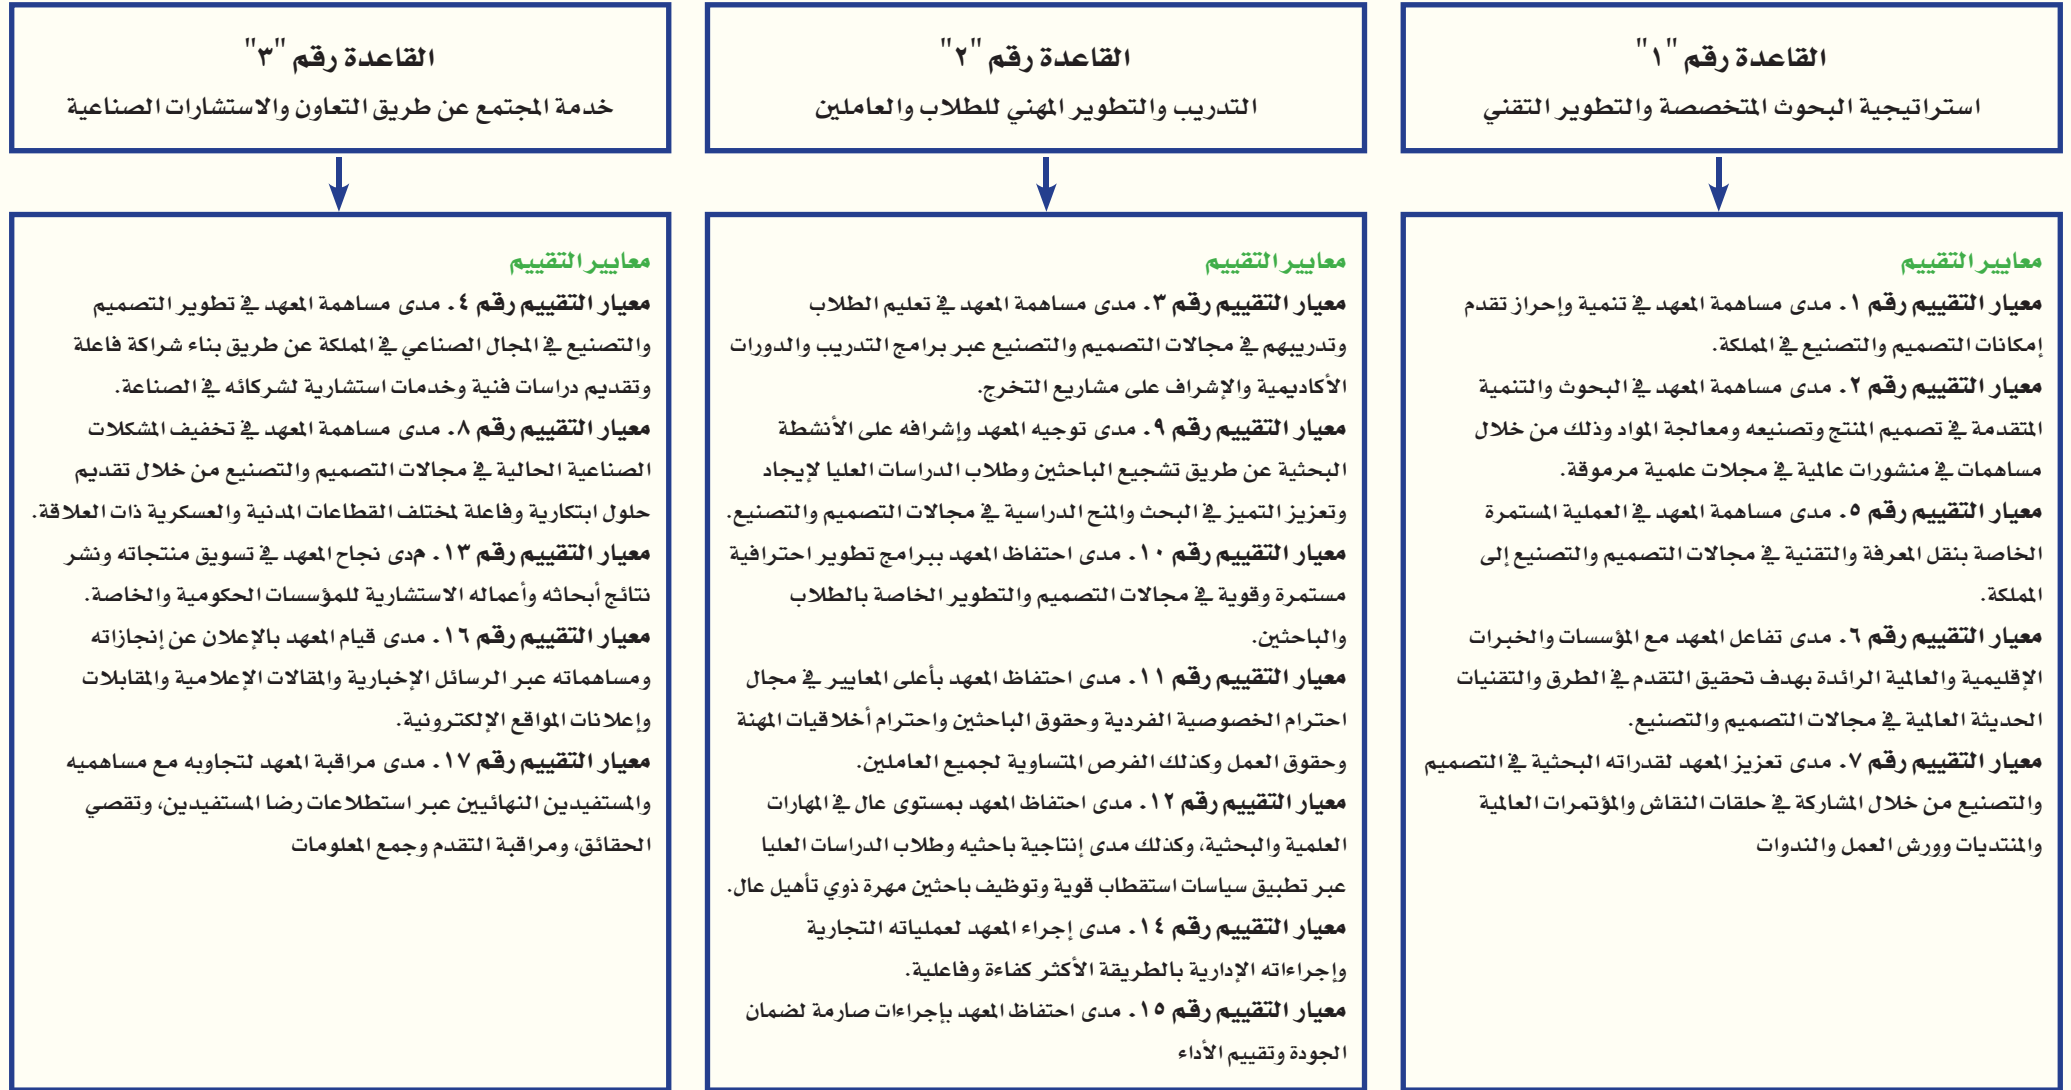 القاعدة رقم "١"
استراتيجية البحوث المتخصصة والتطوير التقني
معايير التقييم
معيار التقييم رقم ١. مدى مساهمة المعهد في تنمية وإحراز تقدم
إمكانات التصميم والتصنيع في المملكة.
معيار التقييم رقم ٢. مدى مساهمة المعهد في البحوث والتنمية
المتقدمة في تصميم المنتج وتصنيعه ومعالجة المواد وذلك من خلال
مساهمات في منشورات عالمية في مجلات علمية مرموقة.
معيار التقييم رقم ٥. مدى مساهمة المعهد في العملية المستمرة
الخاصة بنقل المعرفة والتقنية في مجالات التصميم والتصنيع إلى
المملكة.
معيار التقييم رقم ٦. مدى تفاعل المعهد مع المؤسسات والخبرات
الإقليمية والعالمية الرائدة بهدف تحقيق التقدم في الطرق والتقنيات
الحديثة العالمية في مجالات التصميم والتصنيع.
معيار التقييم رقم ٧. مدى تعزيز المعهد لقدراته البحثية في التصميم
والتصنيع من خلال المشاركة في حلقات النقاش والمؤتمرات العالمية
والمنتديات وورش العمل والندوات
القاعدة رقم "٢"
التدريب والتطوير المهني للطلاب والعاملين
معايير التقييم
معيار التقييم رقم ٣. مدى مساهمة المعهد في تعليم الطلاب
وتدريبهم في مجالات التصميم والتصنيع عبر برامج التدريب والدورات
الأكاديمية والإشراف على مشاريع التخرج.
معيار التقييم رقم ٩. مدى توجيه المعهد وإشرافه على الأنشطة
البحثية عن طريق تشجيع الباحثين وطلاب الدراسات العليا لإيجاد
وتعزيز التميز في البحث والمنح الدراسية في مجالات التصميم والتصنيع.
معيار التقييم رقم ١٠. مدى احتفاظ المعهد ببرامج تطوير احترافية
مستمرة وقوية في مجالات التصميم والتطوير الخاصة بالطلاب
والباحثين.
معيار التقييم رقم ١١. مدى احتفاظ المعهد بأعلى المعايير في مجال
احترام الخصوصية الفردية وحقوق الباحثين واحترام أخلاقيات المهنة
وحقوق العمل وكذلك الفرص المتساوية لجميع العاملين.
معيار التقييم رقم ١٢. مدى احتفاظ المعهد بمستوى عال في المهارات
العلمية والبحثية، وكذلك مدى إنتاجية باحثيه وطلاب الدراسات العليا
عبر تطبيق سياسات استقطاب قوية وتوظيف باحثين مهرة ذوي تأهيل عال.
معيار التقييم رقم ١٤. مدى إجراء المعهد لعملياته التجارية
وإجراءاته الإدارية بالطريقة الأكثر كفاءة وفاعلية.
معيار التقييم رقم ١٥. مدى احتفاظ المعهد بإجراءات صارمة لضمان
الجودة وتقييم الأداء
القاعدة رقم "٣"
خدمة المجتمع عن طريق التعاون والاستشارات الصناعية
معايير التقييم
معيار التقييم رقم ٤. مدى مساهمة المعهد في تطوير التصميم
والتصنيع في المجال الصناعي في المملكة عن طريق بناء شراكة فاعلة
وتقديم دراسات فنية وخدمات استشارية لشركائه في الصناعة.
معيار التقييم رقم ٨. مدى مساهمة المعهد في تخفيف المشكلات
الصناعية الحالية في مجالات التصميم والتصنيع من خلال تقديم
حلول ابتكارية وفاعلة لمختلف القطاعات المدنية والعسكرية ذات العلاقة.
معيار التقييم رقم ١٣. مدى نجاح المعهد في تسويق منتجاته ونشر
نتائج أبحاثه وأعماله الاستشارية للمؤسسات الحكومية والخاصة.
معيار التقييم رقم ١٦. مدى قيام المعهد بالإعلان عن إنجازاته
ومساهماته عبر الرسائل الإخبارية والمقالات الإعلامية والمقابلات
وإعلانات المواقع الإلكترونية.
معيار التقييم رقم ١٧. مدى مراقبة المعهد لتجاوبه مع مساهميه
والمستفيدين النهائيين عبر استطلاعات رضا المستفيدين، وتقصي
الحقائق، ومراقبة التقدم وجمع المعلومات